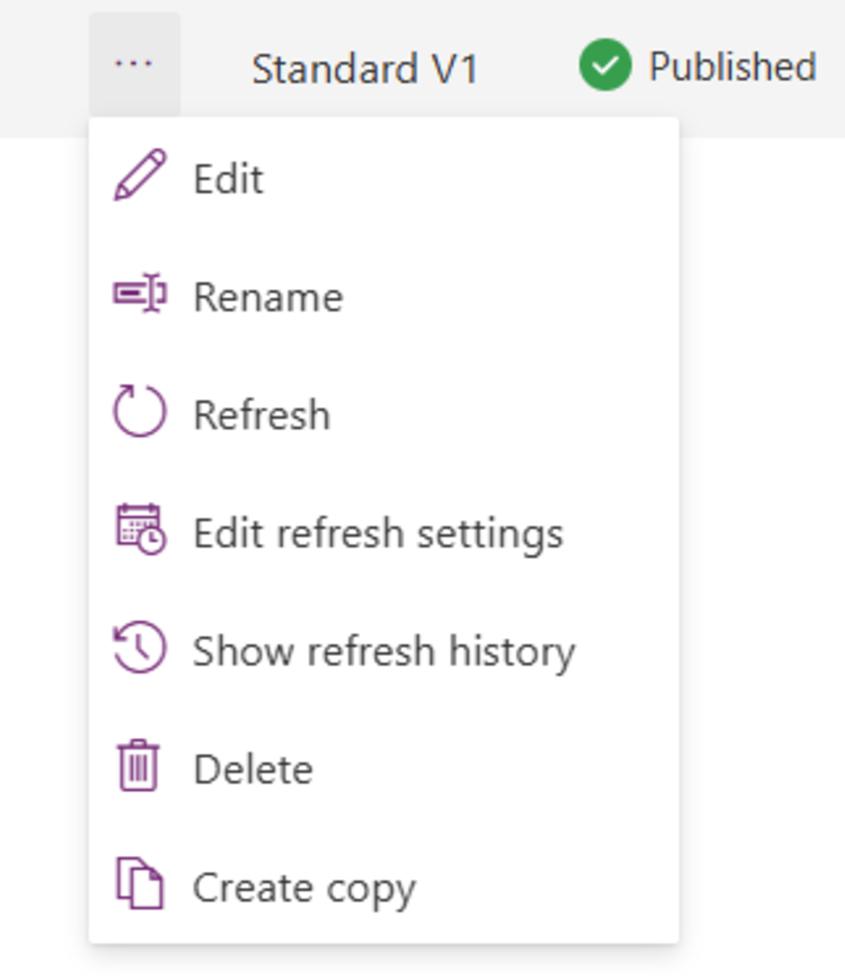 ... Standard V1 Published
Edit
Rename
Refresh
Edit refresh settings
Show refresh history
Delete
Create copy